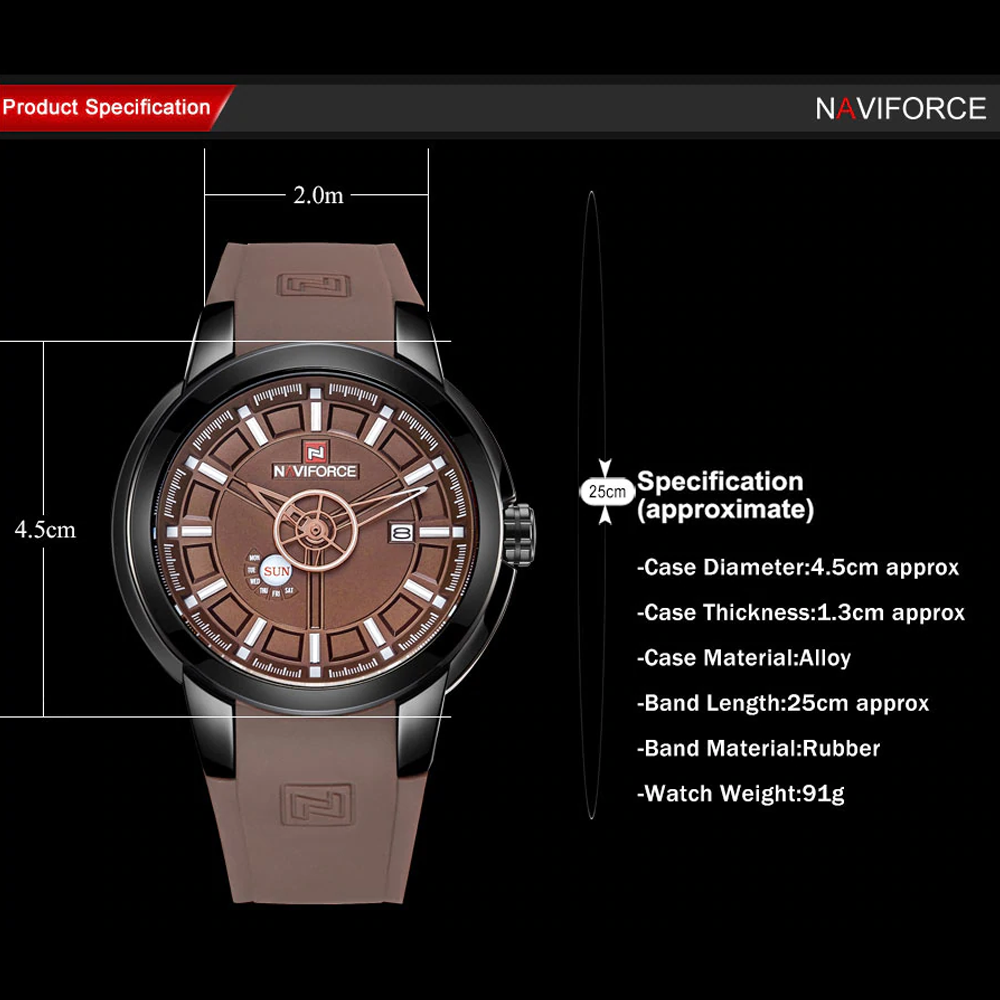 Product Specification
NAVIFORCE
2.0m
4.5cm
NAVIFORCE
8
MON
TUE
WED
THU
FRI
SAT
SUN
25cm
Specification
(approximate)
-Case Diameter:4.5cm approx
-Case Thickness:1.3cm approx
-Case Material:Alloy
-Band Length:25cm approx
-Band Material:Rubber
-Watch Weight:91g